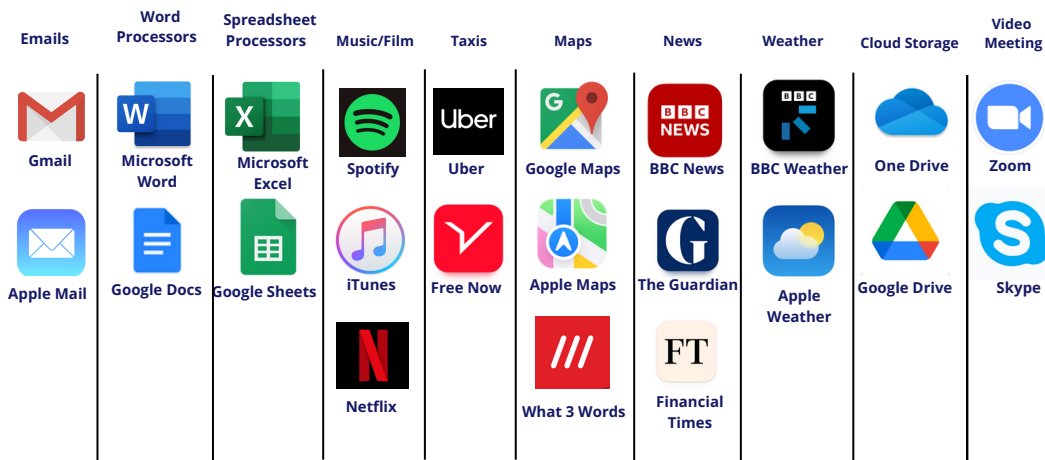 Emails
Word
Processors
Spreadsheet
Processors
Music/Film
Taxis
Maps
News
Weather
Cloud Storage
Video
Meeting
Gmail
W
Microsoft
Word
X
Microsoft
Excel
Spotify
Uber
Uber
G
Google Maps
BBC
NEWS
BBC News
BBC
BBC Weather
One Drive
Zoom
Apple Mail
Google Docs
Google Sheets
iTunes
Free Now
Apple Maps
G
The Guardian
Apple
Weather
Google Drive
S
Skype
N
Netflix
///
What 3 Words
FT
Financial
Times